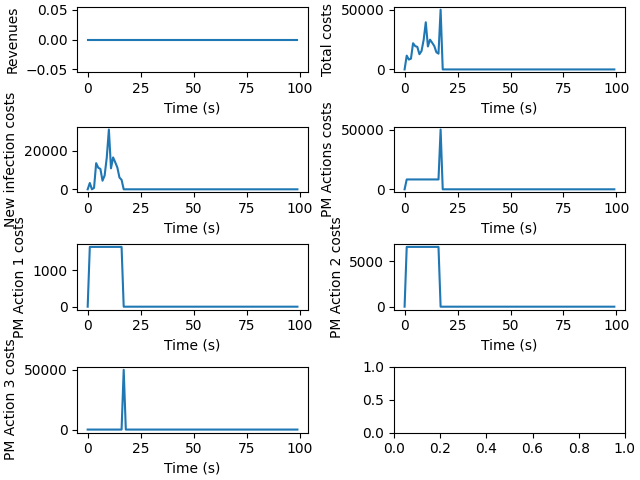 Revenues
0.05
0.00
−0.05
0 25 50 75 100
Time (s)
Total costs
50000
0
0 25 50 75 100
Time (s)
New infection costs
20000
0
0 25 50 75 100
Time (s)
PM Actions costs
50000
0
0 25 50 75 100
Time (s)
PM Action 1 costs
1000
0
0 25 50 75 100
Time (s)
PM Action 2 costs
5000
0
0 25 50 75 100
Time (s)
PM Action 3 costs
50000
0
0 25 50 75 100
Time (s)
1.0
0.5
0.0
0.0 0.2 0.4 0.6 0.8 1.0